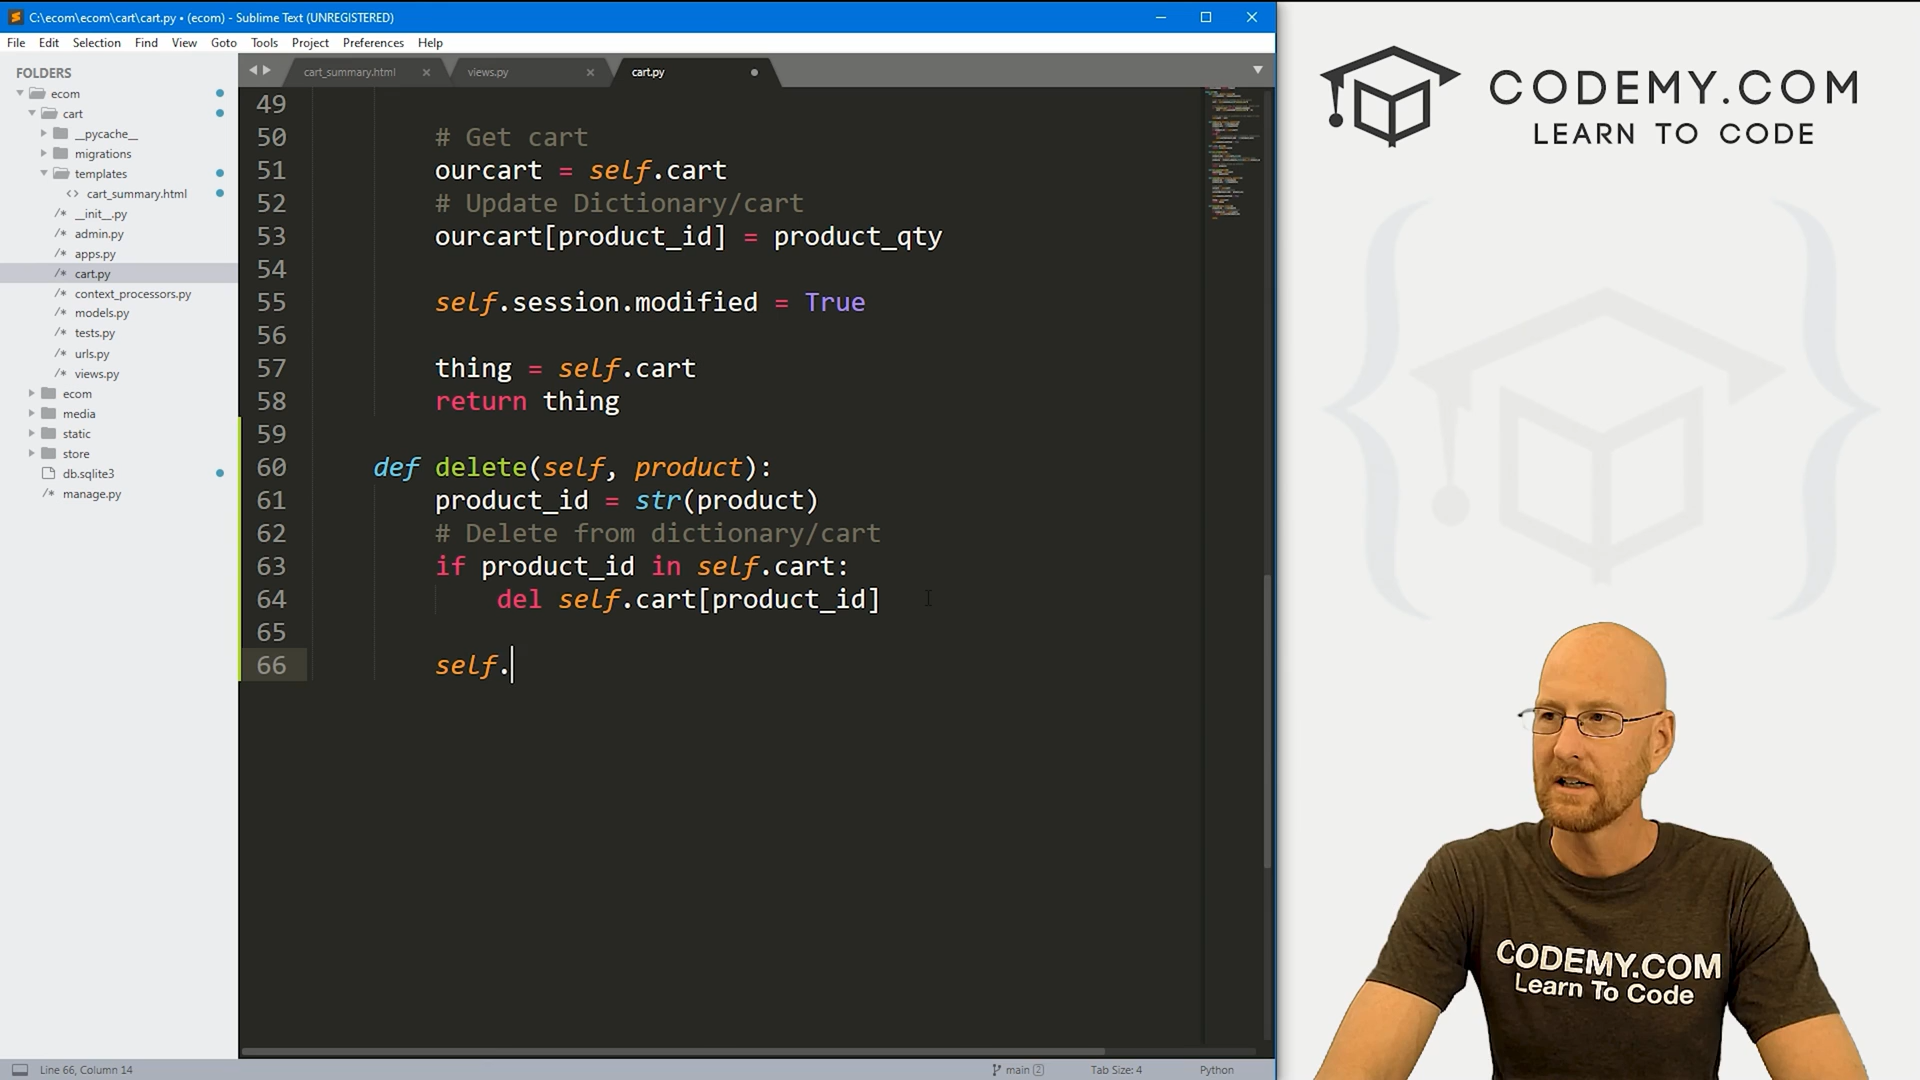 C:\ecom\ecom\cart\cart.py • (ecom) - Sublime Text (UNREGISTERED)
File Edit Selection Find View Goto Tools Project Preferences Help
FOLDERS
ecom
cart
__pycache__
migrations
templates
<> cart_summary.html
/* __init__.py
/* admin.py
/* apps.py
/* cart.py
/* context_processors.py
/* models.py
/* tests.py
/* urls.py
/* views.py
ecom
media
static
store
db.sqlite3
/* manage.py
cart_summary.html views.py cart.py
49
50 # Get cart
51 ourcart = self.cart
52 # Update Dictionary/cart
53 ourcart[product_id] = product_qty
54
55 self.session.modified = True
56
57 thing = self.cart
58 return thing
59
60 def delete(self, product):
61 product_id = str(product)
62 # Delete from dictionary/cart
63 if product_id in self.cart:
64 del self.cart[product_id]
65
66 self.
Line 66, Column 14
main 2
Tab Size: 4
Python
CODEMY.COM
LEARN TO CODE
CODEMY.COM
Learn To Code